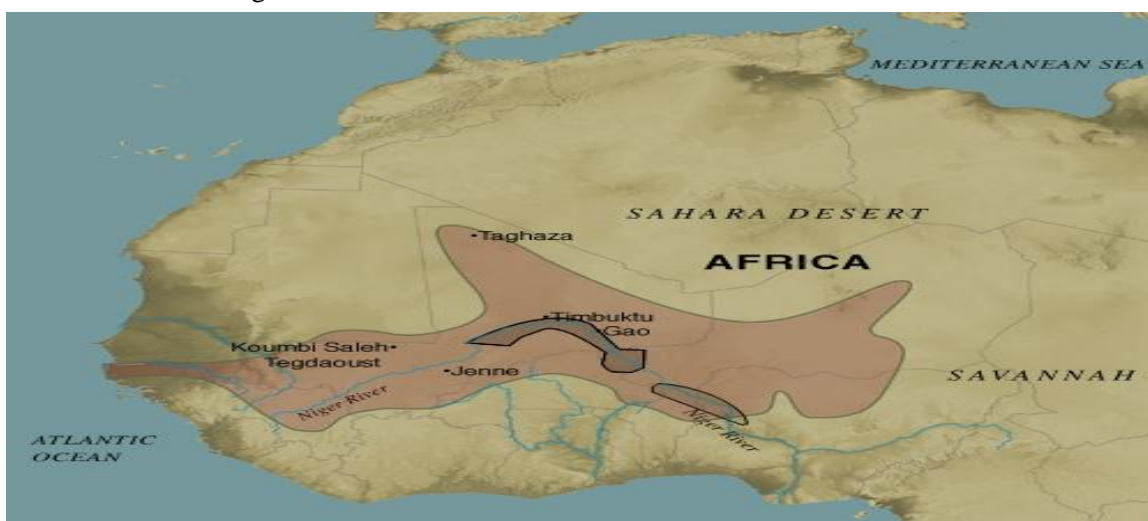 MEDITERRANEAN SEA
SAHARA DESERT
•Taghaza
AFRICA
•Timbuktu
•Gao
Koumbi Saleh•
Tegdaoust
•Jenne
SAVANNAH
Niger River
Niger River
ATLANTIC
OCEAN